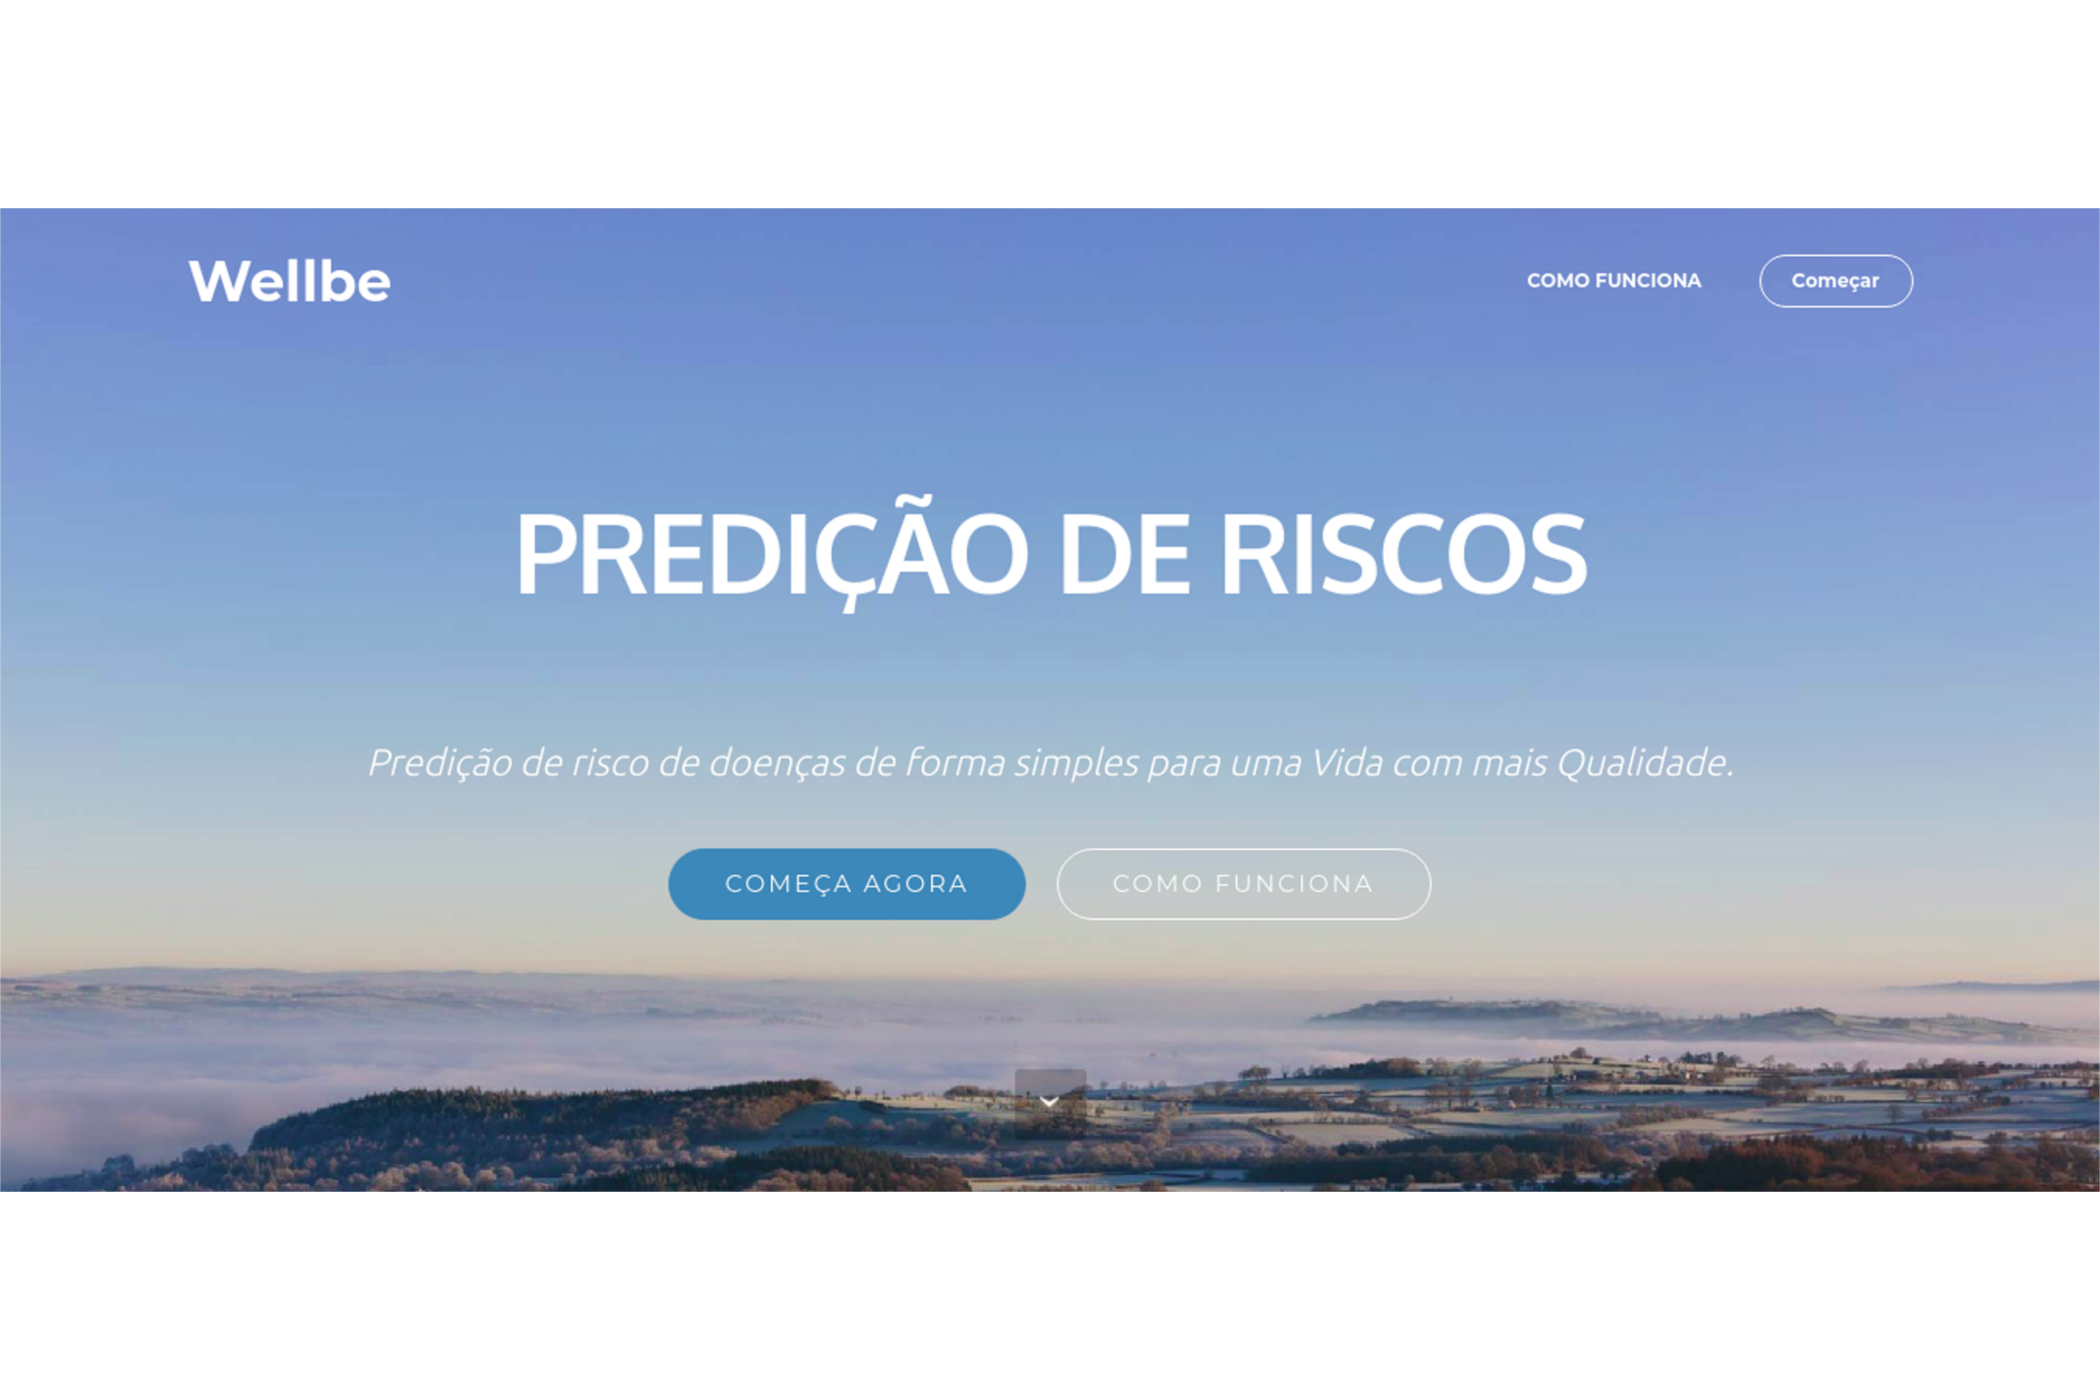 Wellbe
COMO FUNCIONA
Começar
PREDIÇÃO DE RISCOS
Predição de risco de doenças de forma simples para uma Vida com mais Qualidade.
COMEÇA AGORA
COMO FUNCIONA